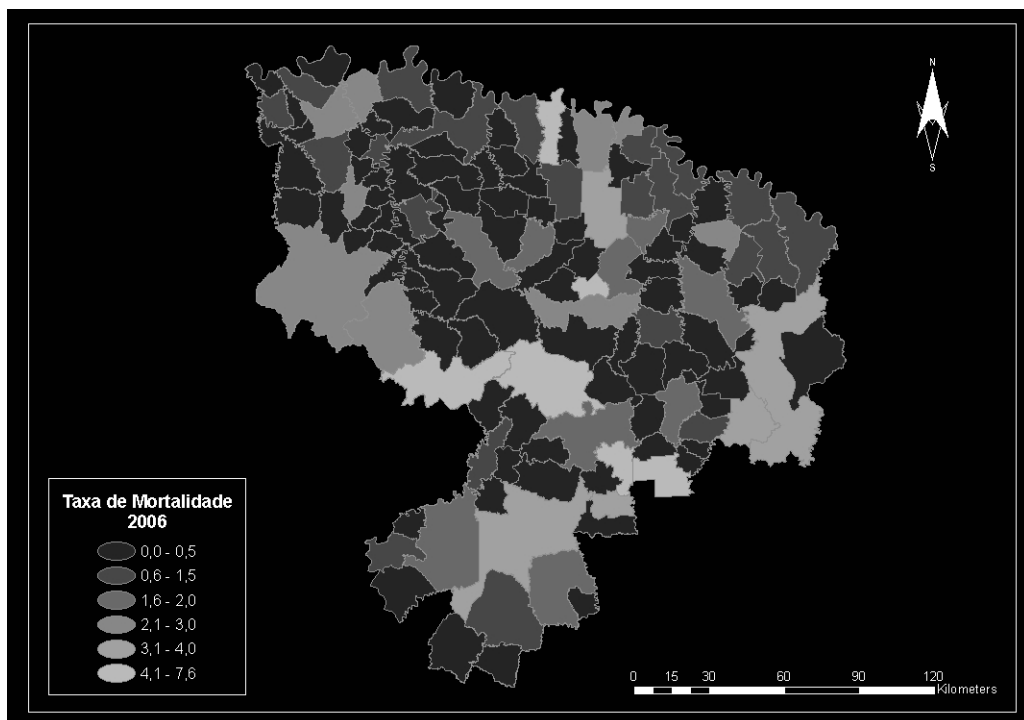 N
S
Taxa de Mortalidade
2006
0,0 - 0,5
0,6 - 1,5
1,6 - 2,0
2,1 - 3,0
3,1 - 4,0
4,1 - 7,6
0 15 30 60 90 120
Kilometers